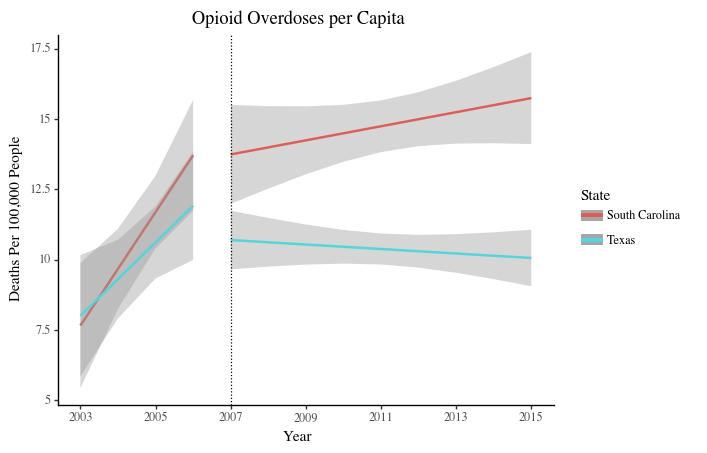 Opioid Overdoses per Capita
17.5
15
12.5
10
7.5
5
Deaths Per 100,000 People
2003 2005 2007 2009 2011 2013 2015
Year
State
South Carolina
Texas